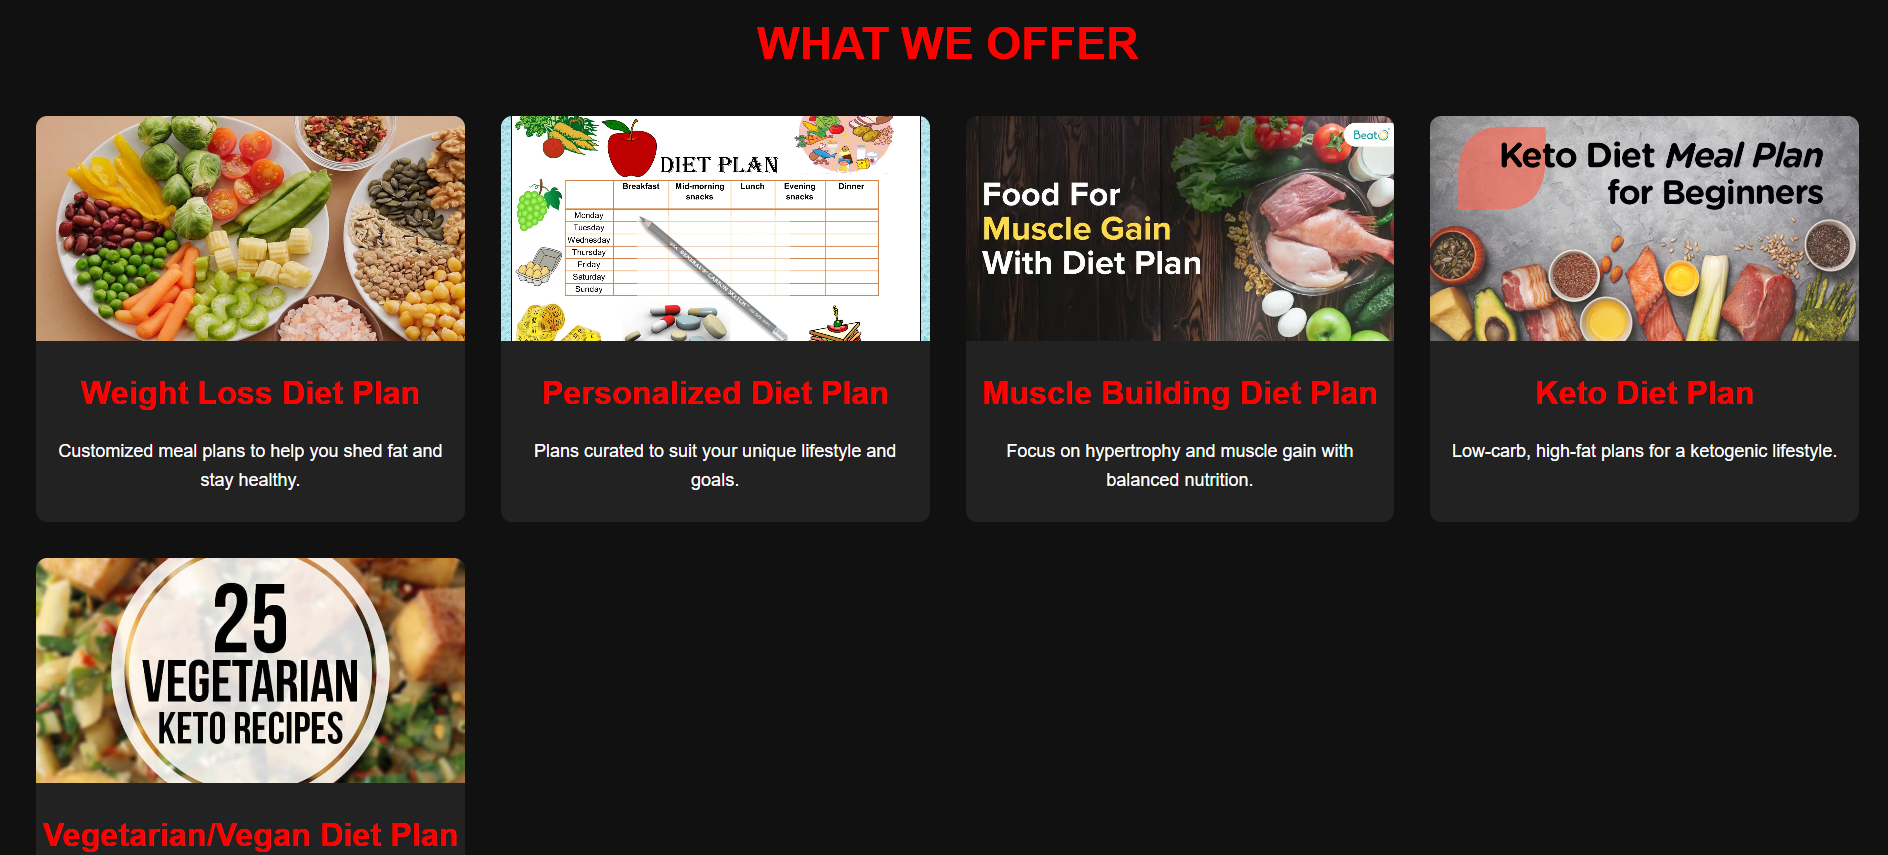 WHAT WE OFFER
DIET PLAN
Breakfast Mid-morning snacks Lunch Evening snacks Dinner
Monday
Tuesday
Wednesday
Thursday
Friday
Saturday
Sunday
BeatO
Food For
Muscle Gain
With Diet Plan
Keto Diet Meal Plan
for Beginners
Weight Loss Diet Plan
Customized meal plans to help you shed fat and
stay healthy.
Personalized Diet Plan
Plans curated to suit your unique lifestyle and
goals.
Muscle Building Diet Plan
Focus on hypertrophy and muscle gain with
balanced nutrition.
Keto Diet Plan
Low-carb, high-fat plans for a ketogenic lifestyle.
25
VEGETARIAN
KETO RECIPES
Vegetarian/Vegan Diet Plan